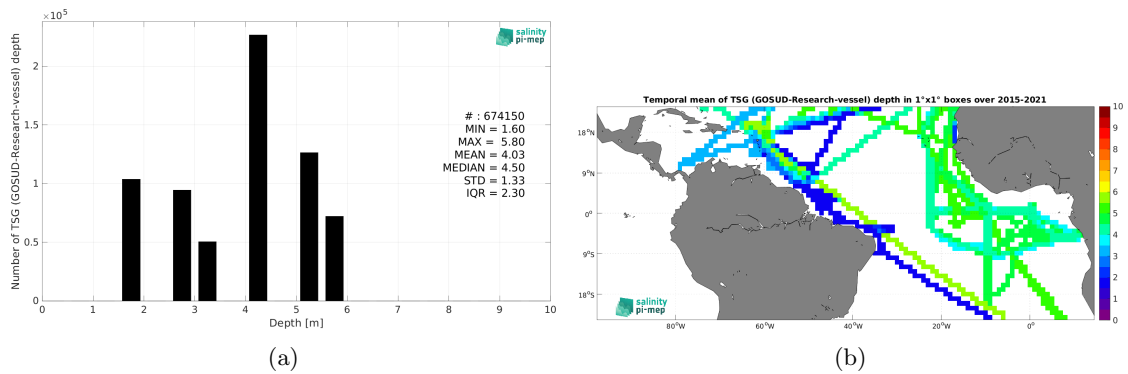 ×10⁵
Number of TSG (GOSUD-Research-vessel) depth
2
1.5
1
0.5
0
salinity
pi-mep
# : 674150
MIN = 1.60
MAX = 5.80
MEAN = 4.03
MEDIAN = 4.50
STD = 1.33
IQR = 2.30
0 1 2 3 4 5 6 7 8 9 10
Depth [m]
(a)
Temporal mean of TSG (GOSUD-Research-vessel) depth in 1°x1° boxes over 2015-2021
18°N
9°N
0°
9°S
18°S
salinity
pi-mep
80°W 60°W 40°W 20°W 0°
10
9
8
7
6
5
4
3
2
1
0
(b)